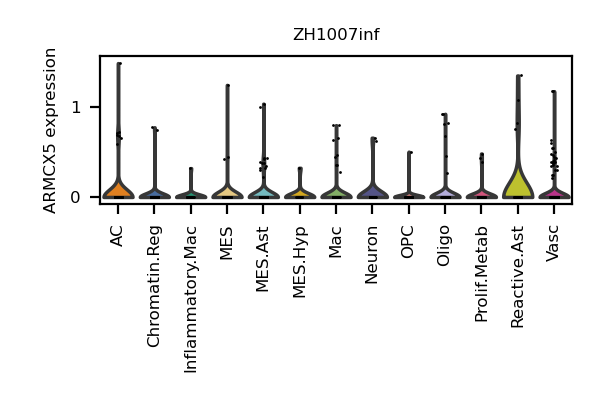 ZH1007inf
ARMCX5 expression
1
0
AC
Chromatin.Reg
Inflammatory.Mac
MES
MES.Ast
MES.Hyp
Mac
Neuron
OPC
Oligo
Prolif.Metab
Reactive.Ast
Vasc